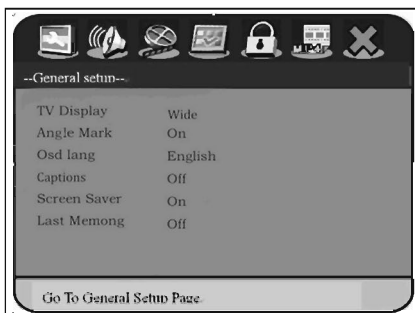 --General setun--
TV Display Wide
Angle Mark On
Osd lang English
Captions Off
Screen Saver On
Last Memong Off
Go To General Setup Page